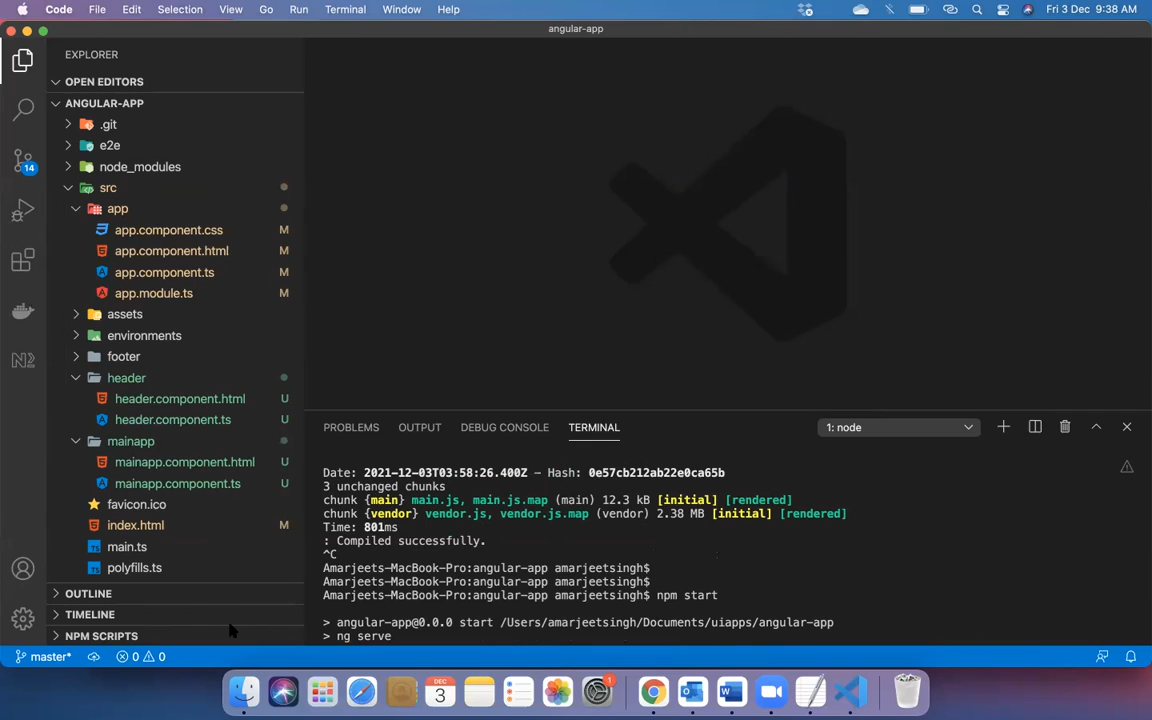 Code File Edit Selection View Go Run Terminal Window Help Fri 3 Dec 9:38 AM
angular-app
EXPLORER
OPEN EDITORS
ANGULAR-APP
.git
e2e
node_modules
src
app
app.component.css M
app.component.html M
app.component.ts M
app.module.ts M
assets
environments
footer
header
header.component.html U
header.component.ts U
mainapp
mainapp.component.html U
mainapp.component.ts U
favicon.ico
index.html M
main.ts
polyfills.ts
OUTLINE
TIMELINE
NPM SCRIPTS
14
N2
PROBLEMS OUTPUT DEBUG CONSOLE TERMINAL 1: node
Date: 2021-12-03T03:58:26.400Z – Hash: 0e57cb212ab22e0ca65b
3 unchanged chunks
chunk {main} main.js, main.js.map (main) 12.3 kB [initial] [rendered]
chunk {vendor} vendor.js, vendor.js.map (vendor) 2.38 MB [initial] [rendered]
Time: 801ms
: Compiled successfully.
^C
Amarjeets-MacBook-Pro:angular-app amarjeetsingh$
Amarjeets-MacBook-Pro:angular-app amarjeetsingh$
Amarjeets-MacBook-Pro:angular-app amarjeetsingh$ npm start
> angular-app@0.0.0 start /Users/amarjeetsingh/Documents/uiapps/angular-app
> ng serve
master* 0 0
DEC
3
1